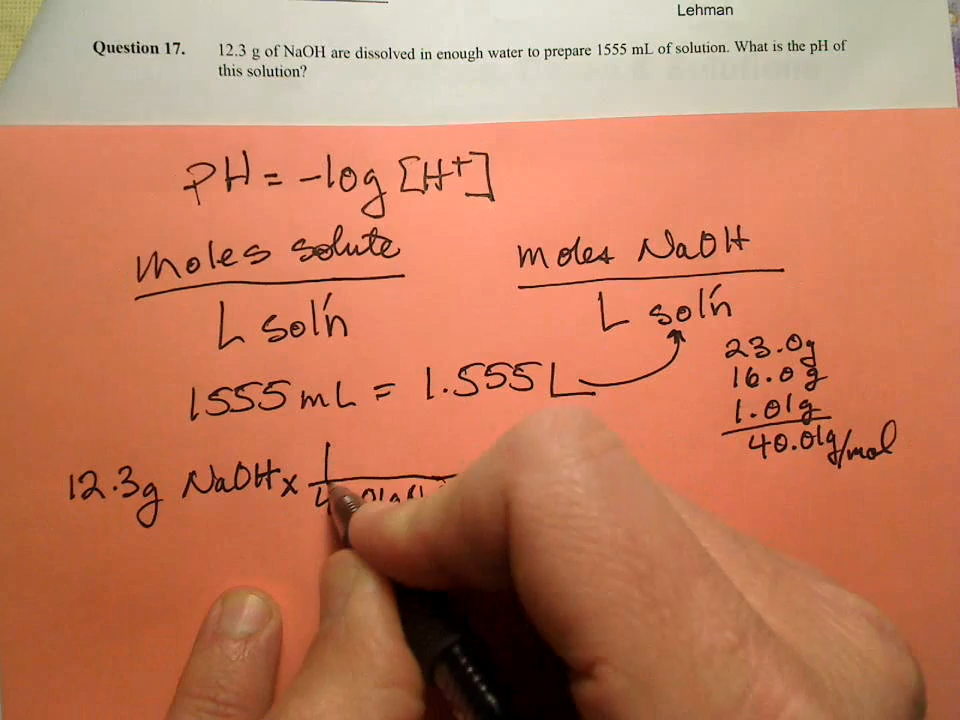 Lehman
Question 17. 12.3 g of NaOH are dissolved in enough water to prepare 1555 mL of solution. What is the pH of
this solution?
PH = -log [H+]
moles solute
L sol'n
moles NaOH
L sol'n
1555 mL = 1.555 L
23.0g
16.0g
1.01g
40.01g/mol
12.3g NaOH x 1